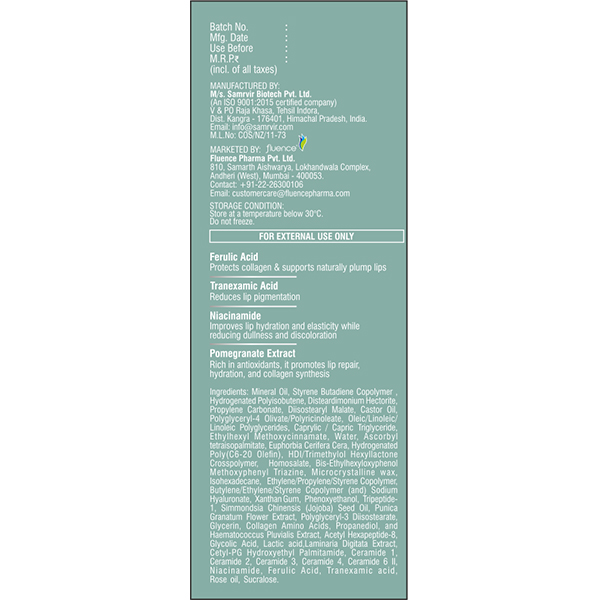 Batch No. :
Mfg. Date :
Use Before :
M.R.P.₹ :
(incl. of all taxes)
MANUFACTURED BY:
M/s. Samrvir Biotech Pvt. Ltd.
(An ISO 9001:2015 certified company)
V & PO Raja Khasa, Tehsil Indora,
Dist. Kangra - 176401, Himachal Pradesh, India.
Email: info@samrvir.com
M.L.No: COS/NZ/11-73
MARKETED BY: fluence
Fluence Pharma Pvt. Ltd.
810, Samarth Aishwarya, Lokhandwala Complex,
Andheri (West), Mumbai - 400053.
Contact: +91-22-26300106
Email: customercare@fluencepharma.com
STORAGE CONDITION:
Store at a temperature below 30°C.
Do not freeze.
FOR EXTERNAL USE ONLY
Ferulic Acid
Protects collagen & supports naturally plump lips
Tranexamic Acid
Reduces lip pigmentation
Niacinamide
Improves lip hydration and elasticity while
reducing dullness and discoloration
Pomegranate Extract
Rich in antioxidants, it promotes lip repair,
hydration, and collagen synthesis
Ingredients: Mineral Oil, Styrene Butadiene Copolymer ,
Hydrogenated Polyisobutene, Disteardimonium Hectorite,
Propylene Carbonate, Diisostearyl Malate, Castor Oil,
Polyglyceryl-4 Olivate/Polyricinoleate, Oleic/Linoleic/
Linoleic Polyglycerides, Caprylic / Capric Triglyceride,
Ethylhexyl Methoxycinnamate, Water, Ascorbyl
tetraisopalmitate, Euphorbia Cerifera Cera, Hydrogenated
Poly(C6-20 Olefin), HDI/Trimethylol Hexyllactone
Crosspolymer, Homosalate, Bis-Ethylhexyloxyphenol
Methoxyphenyl Triazine, Microcrystalline wax,
Isohexadecane, Ethylene/Propylene/Styrene Copolymer,
Butylene/Ethylene/Styrene Copolymer (and) Sodium
Hyaluronate, Xanthan Gum, Phenoxyethanol, Tripeptide-
1, Simmondsia Chinensis (Jojoba) Seed Oil, Punica
Granatum Flower Extract, Polyglyceryl-3 Diisostearate,
Glycerin, Collagen Amino Acids, Propanediol, and
Haematococcus Pluvialis Extract, Acetyl Hexapeptide-8,
Glycolic Acid, Lactic acid,Laminaria Digitata Extract,
Cetyl-PG Hydroxyethyl Palmitamide, Ceramide 1,
Ceramide 2, Ceramide 3, Ceramide 4, Ceramide 6 II,
Niacinamide, Ferulic Acid, Tranexamic acid,
Rose oil, Sucralose.